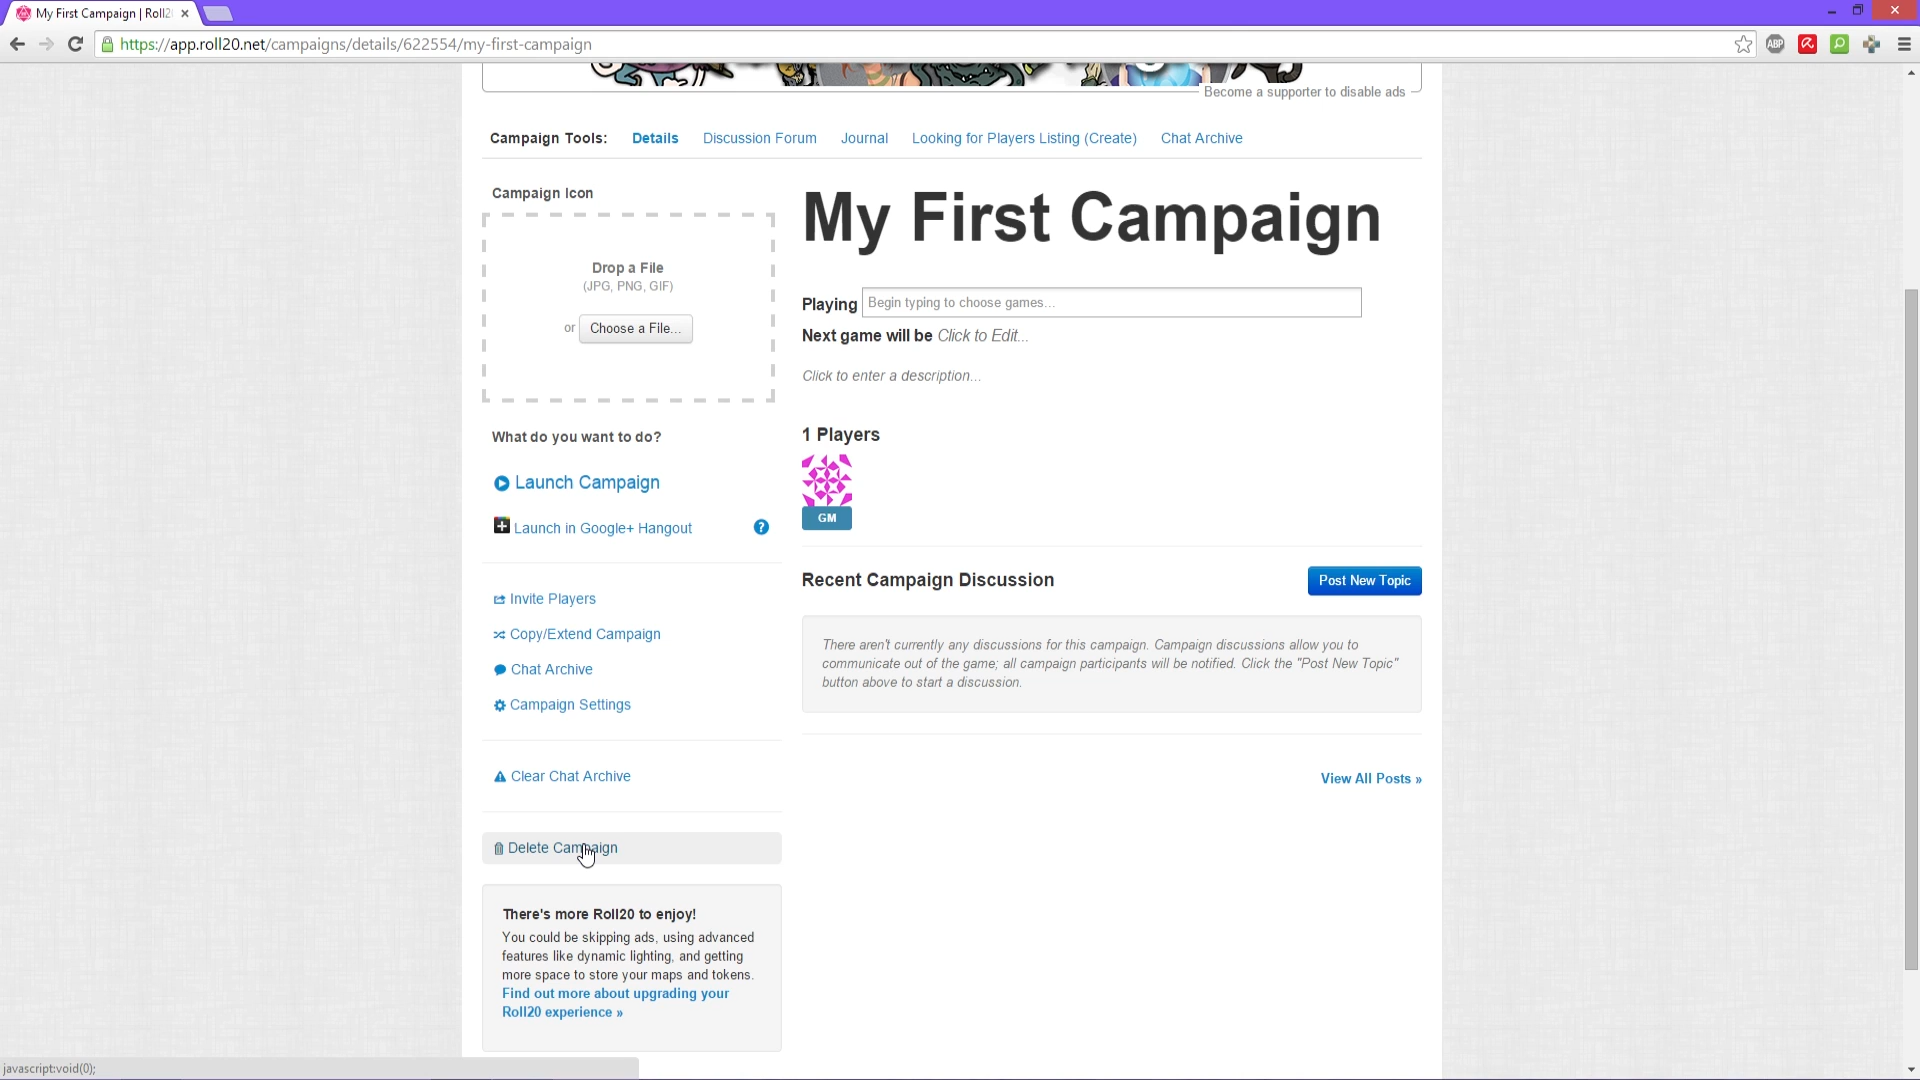 My First Campaign | Roll2
https://app.roll20.net/campaigns/details/622554/my-first-campaign
ABP
Become a supporter to disable ads
Campaign Tools: Details Discussion Forum Journal Looking for Players Listing (Create) Chat Archive
Campaign Icon
Drop a File
(JPG, PNG, GIF)
or Choose a File...
My First Campaign
Playing Begin typing to choose games...
Next game will be Click to Edit...
Click to enter a description...
What do you want to do?
Launch Campaign
Launch in Google+ Hangout ?
Invite Players
Copy/Extend Campaign
Chat Archive
Campaign Settings
Clear Chat Archive
Delete Campaign
1 Players
GM
Recent Campaign Discussion
Post New Topic
There aren't currently any discussions for this campaign. Campaign discussions allow you to
communicate out of the game; all campaign participants will be notified. Click the "Post New Topic"
button above to start a discussion.
View All Posts »
There's more Roll20 to enjoy!
You could be skipping ads, using advanced
features like dynamic lighting, and getting
more space to store your maps and tokens.
Find out more about upgrading your
Roll20 experience »
javascript:void(0);